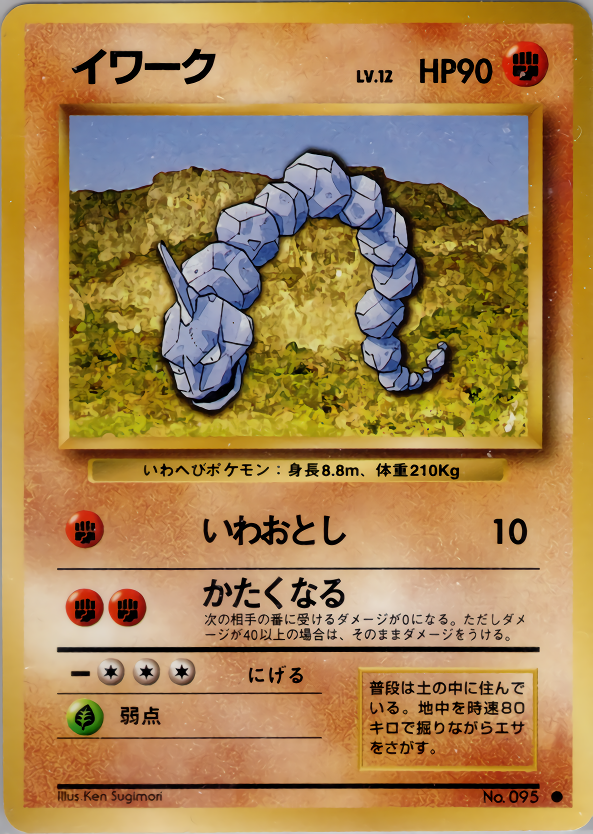 イワーク LV.12 HP90
いわへびポケモン：身長8.8m、体重210Kg
いわおとし 10
かたくなる
次の相手の番に受けるダメージが0になる。ただしダメ
ージが40以上の場合は、そのままダメージをうける。
ーにげる
弱点
普段は土の中に住んで
いる。地中を時速80
キロで掘りながらエサ
をさがす。
Illus.Ken Sugimori No.095